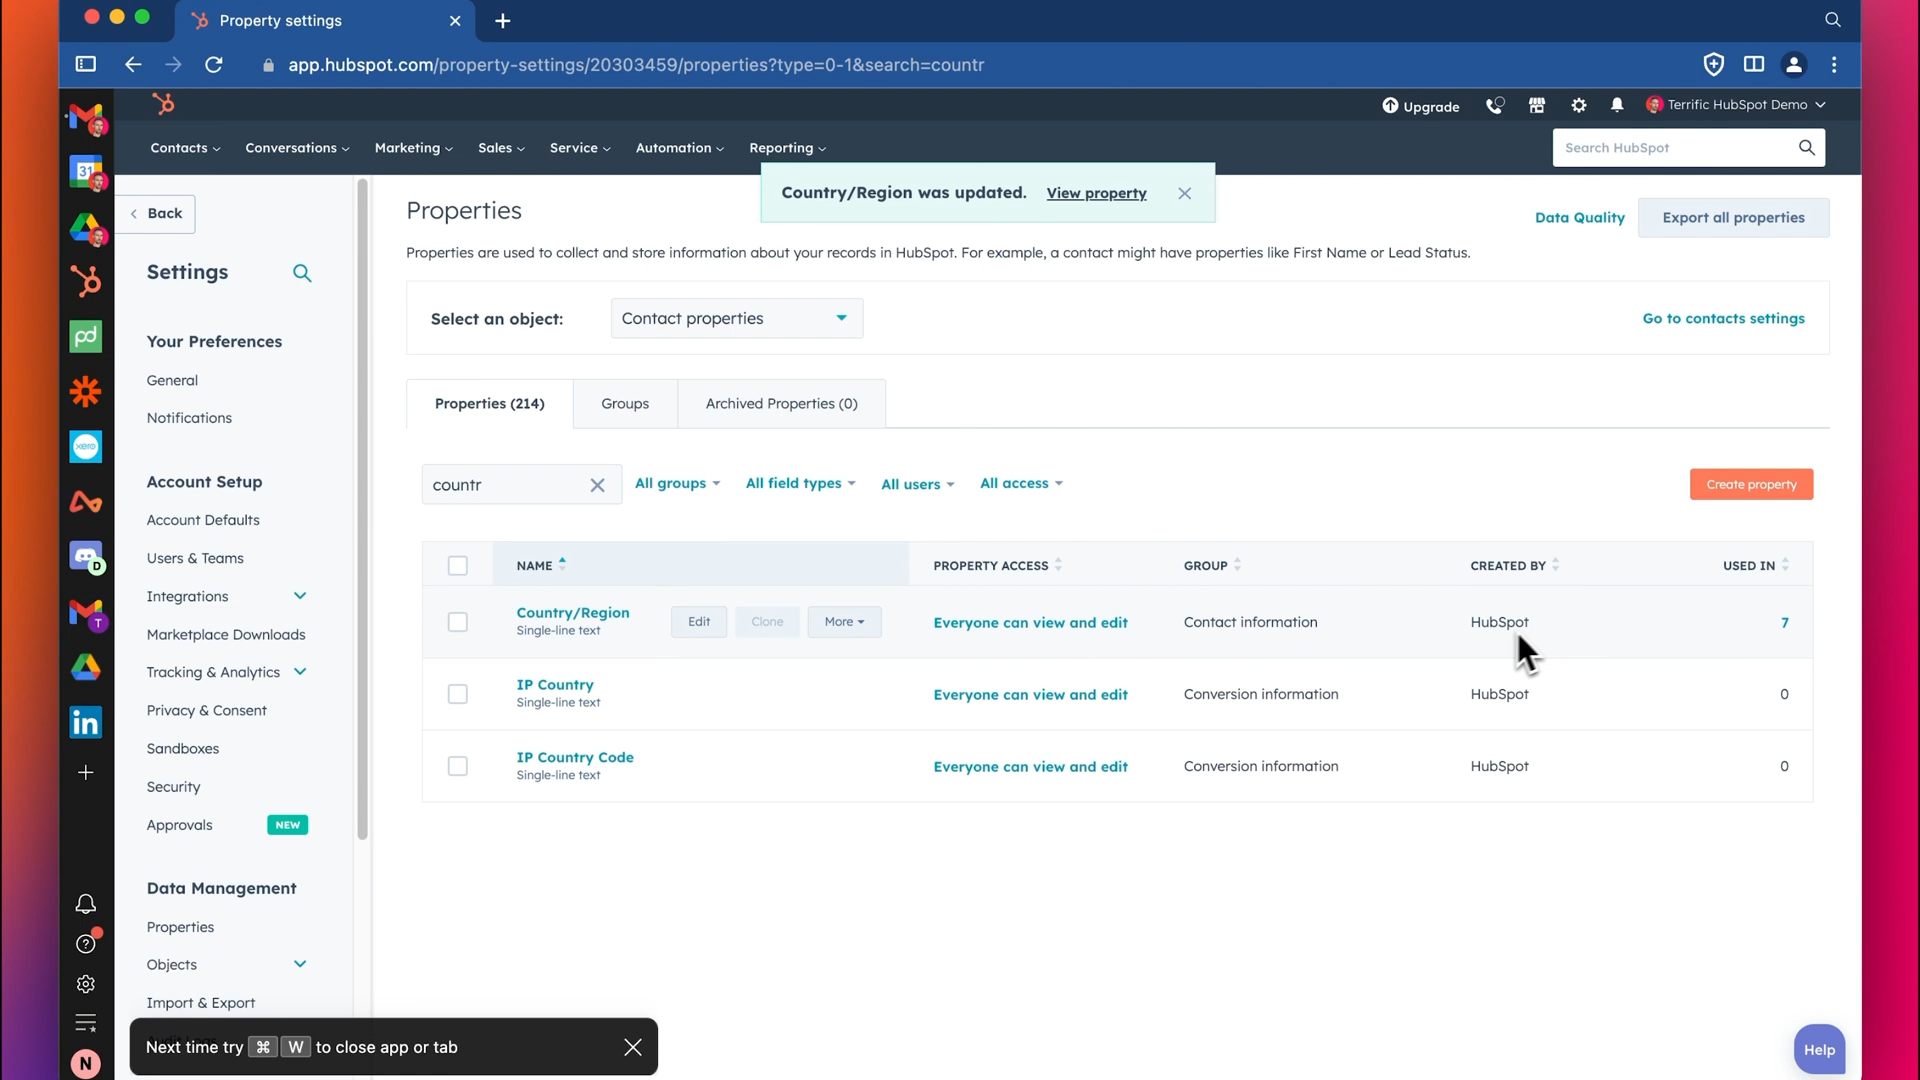 Property settings
app.hubspot.com/property-settings/20303459/properties?type=0-1&search=countr
Upgrade
Terrific HubSpot Demo
Contacts
Conversations
Marketing
Sales
Service
Automation
Reporting
Search HubSpot
Country/Region was updated. View property
Back
Settings
Your Preferences
General
Notifications
Account Setup
Account Defaults
Users & Teams
Integrations
Marketplace Downloads
Tracking & Analytics
Privacy & Consent
Sandboxes
Security
Approvals NEW
Data Management
Properties
Objects
Import & Export
Properties
Data Quality
Export all properties
Properties are used to collect and store information about your records in HubSpot. For example, a contact might have properties like First Name or Lead Status.
Select an object: Contact properties
Go to contacts settings
Properties (214)
Groups
Archived Properties (0)
countr
All groups
All field types
All users
All access
Create property
NAME PROPERTY ACCESS GROUP CREATED BY USED IN
Country/Region Edit Clone More Everyone can view and edit Contact information HubSpot 7
Single-line text
IP Country Everyone can view and edit Conversion information HubSpot 0
Single-line text
IP Country Code Everyone can view and edit Conversion information HubSpot 0
Single-line text
31
pd
xero
D
T
in
N
Next time try ⌘ W to close app or tab
Help